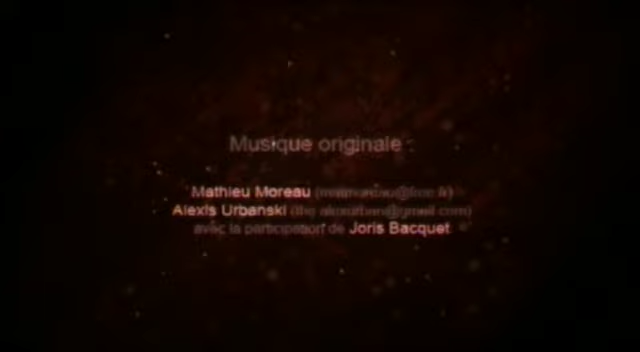 Musique originale :
Mathieu Moreau
Alexis Urbanski
avec la participation de Joris Bacquet